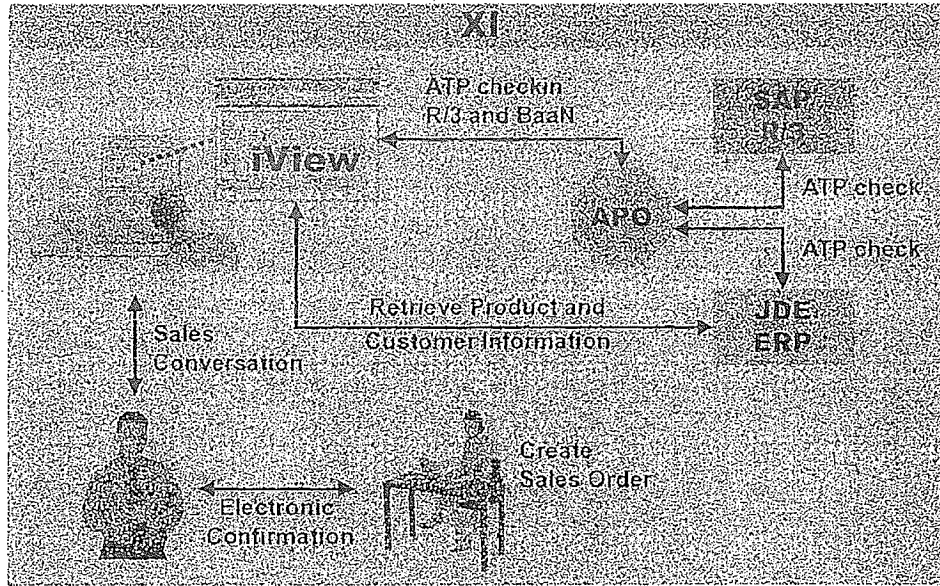 XI
ATP checkin
R/3 and BaaN
SAP
R/3
iView
ATP check
APO
ATP check
Retrieve Product and
Customer Information
JDE
ERP
Sales
Conversation
Create
Sales Order
Electronic
Confirmation